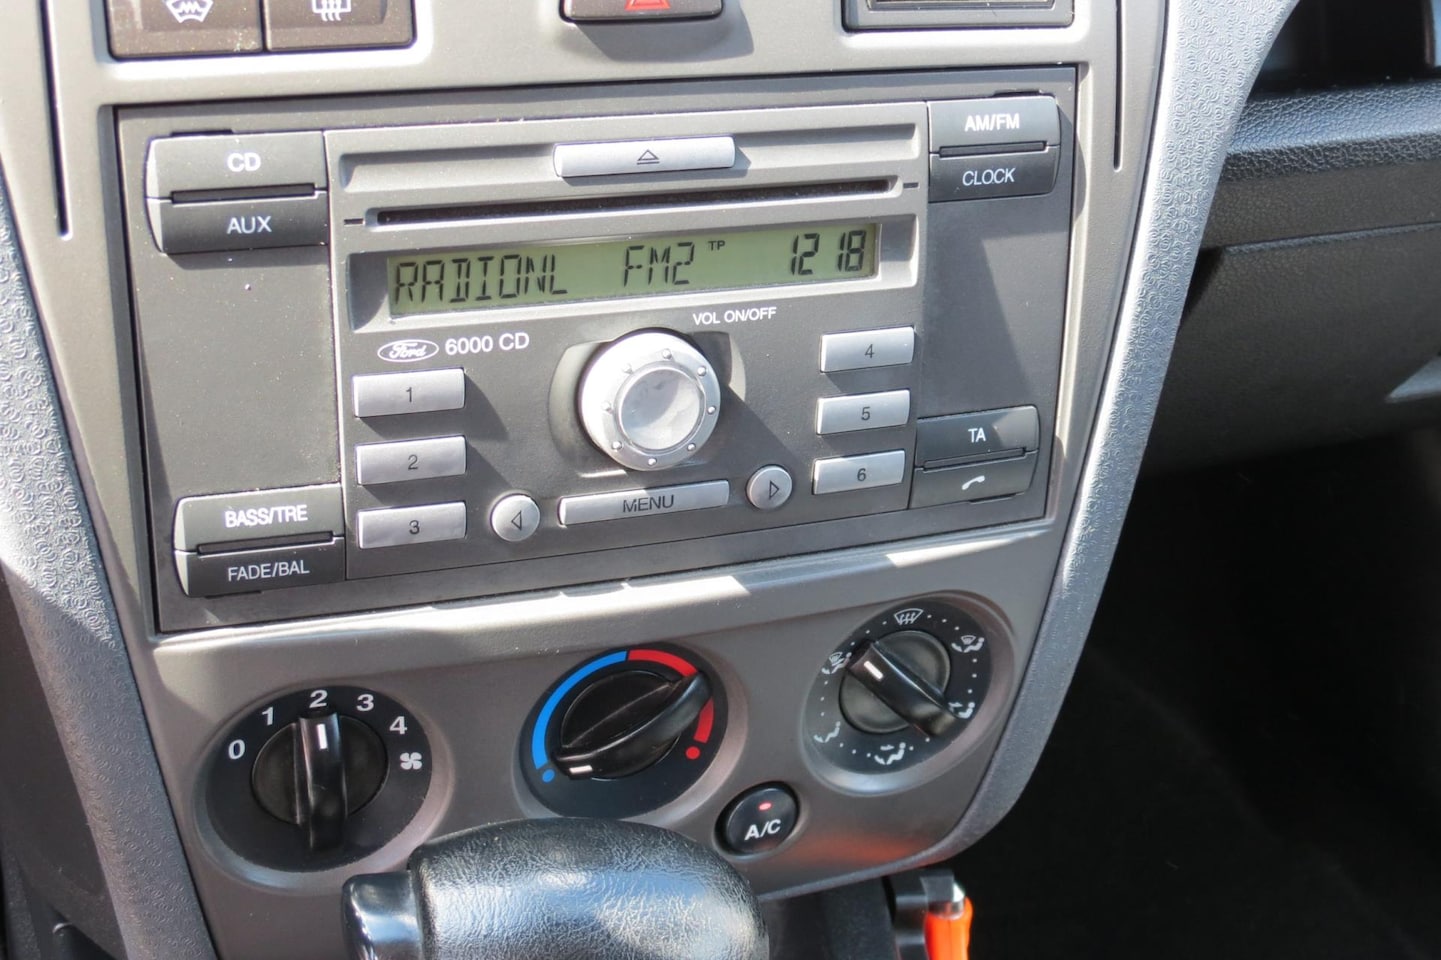 CD
AUX
AM/FM
CLOCK
RADIONL FM2 TP 12 18
VOL ON/OFF
Ford 6000 CD
1
2
3
4
5
6
MENU
TA
BASS/TRE
FADE/BAL
0 1 2 3 4
A/C